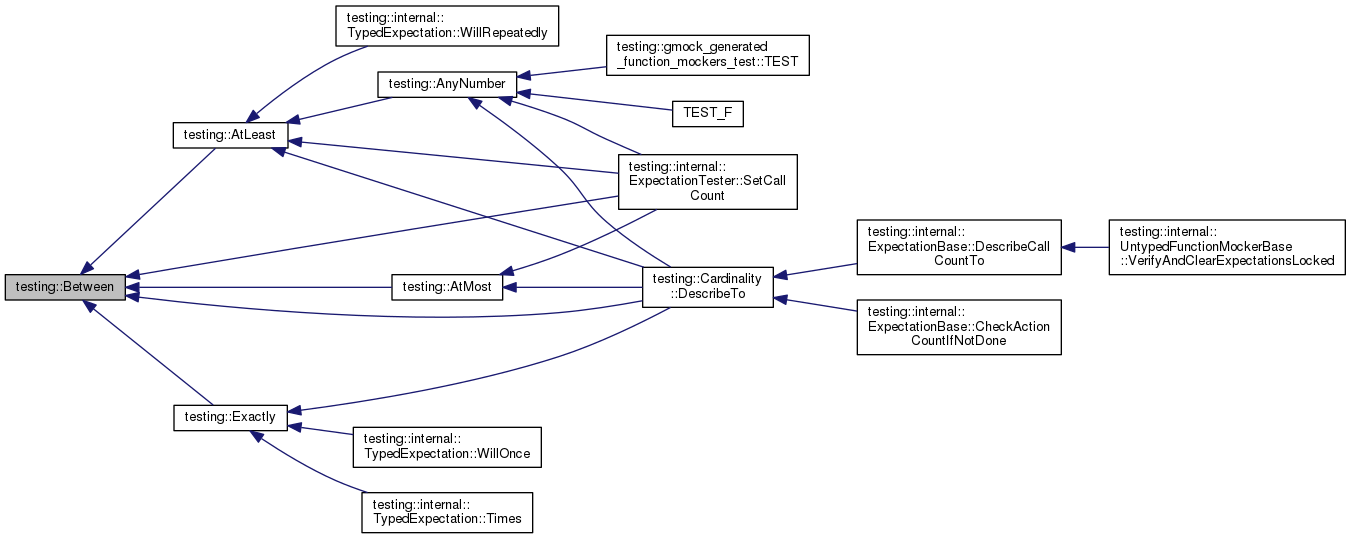 testing::internal::
TypedExpectation::WillRepeatedly
testing::gmock_generated
_function_mockers_test::TEST
testing::AnyNumber
TEST_F
testing::AtLeast
testing::internal::
ExpectationTester::SetCall
Count
testing::internal::
ExpectationBase::DescribeCall
CountTo
testing::internal::
UntypedFunctionMockerBase
::VerifyAndClearExpectationsLocked
testing::Between
testing::AtMost
testing::Cardinality
::DescribeTo
testing::internal::
ExpectationBase::CheckAction
CountIfNotDone
testing::Exactly
testing::internal::
TypedExpectation::WillOnce
testing::internal::
TypedExpectation::Times